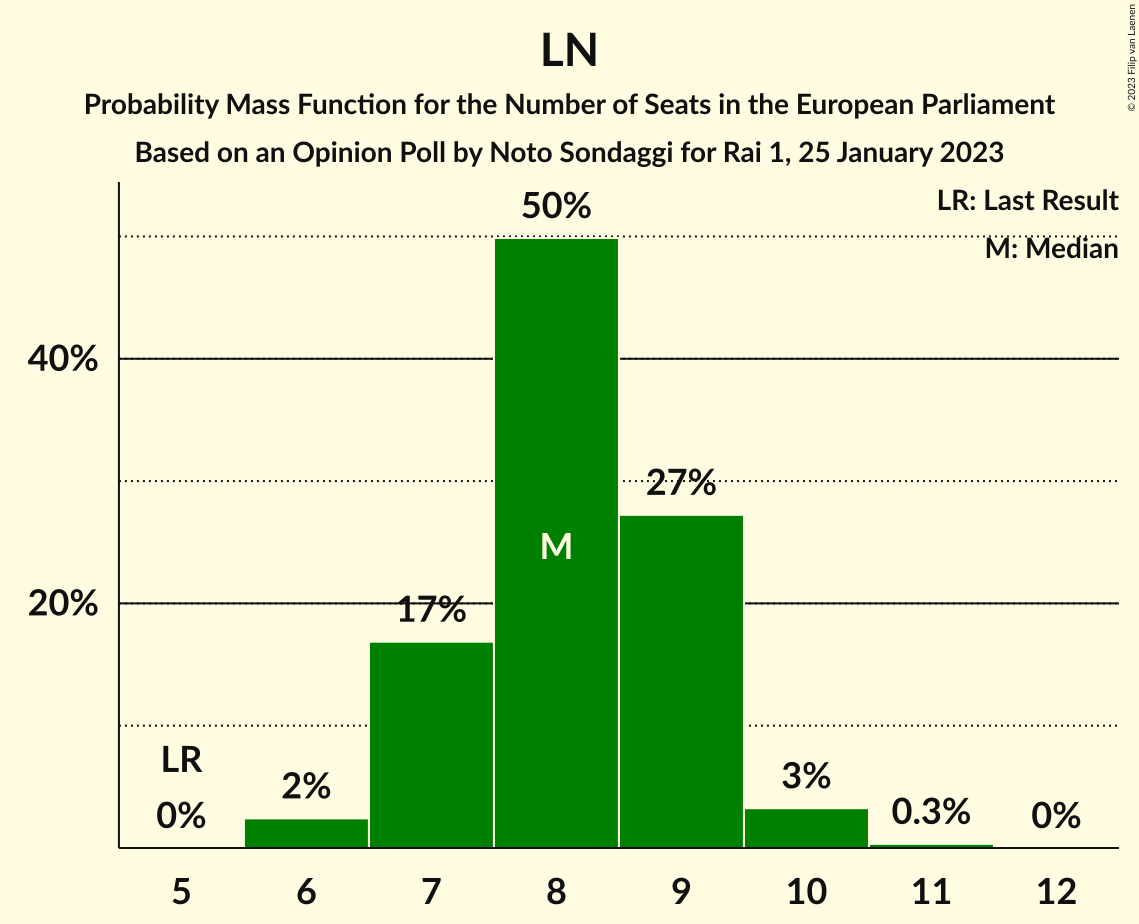 LN
Probability Mass Function for the Number of Seats in the European Parliament
Based on an Opinion Poll by Noto Sondaggi for Rai 1, 25 January 2023
© 2023 Filip van Laenen
LR: Last Result
M: Median
50%
40%
27%
M
20%
17%
LR
0%
2%
3%
0.3%
0%
5 6 7 8 9 10 11 12